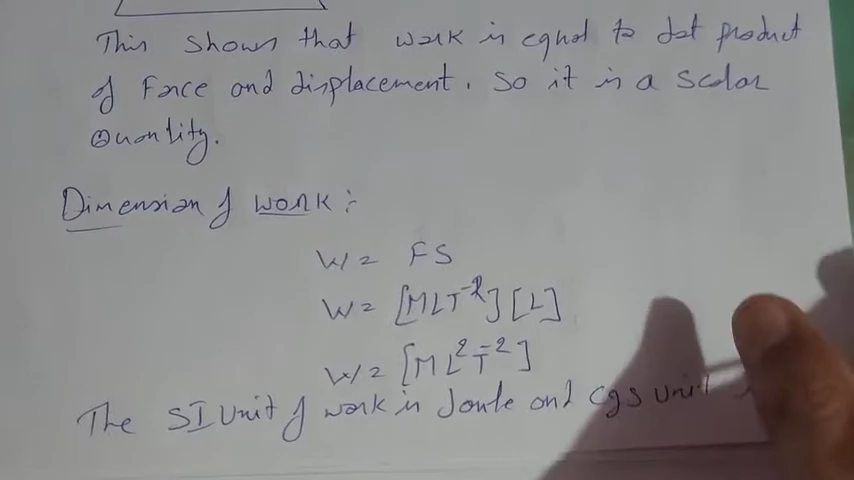 This shows that work is equal to dot product
of Force and displacement. So it is a scalar
Quantity.
Dimension of work :-
W = FS
W = [MLT⁻²] [L]
W = [ML²T⁻²]
The SI Unit of work is Joule and cgs unit